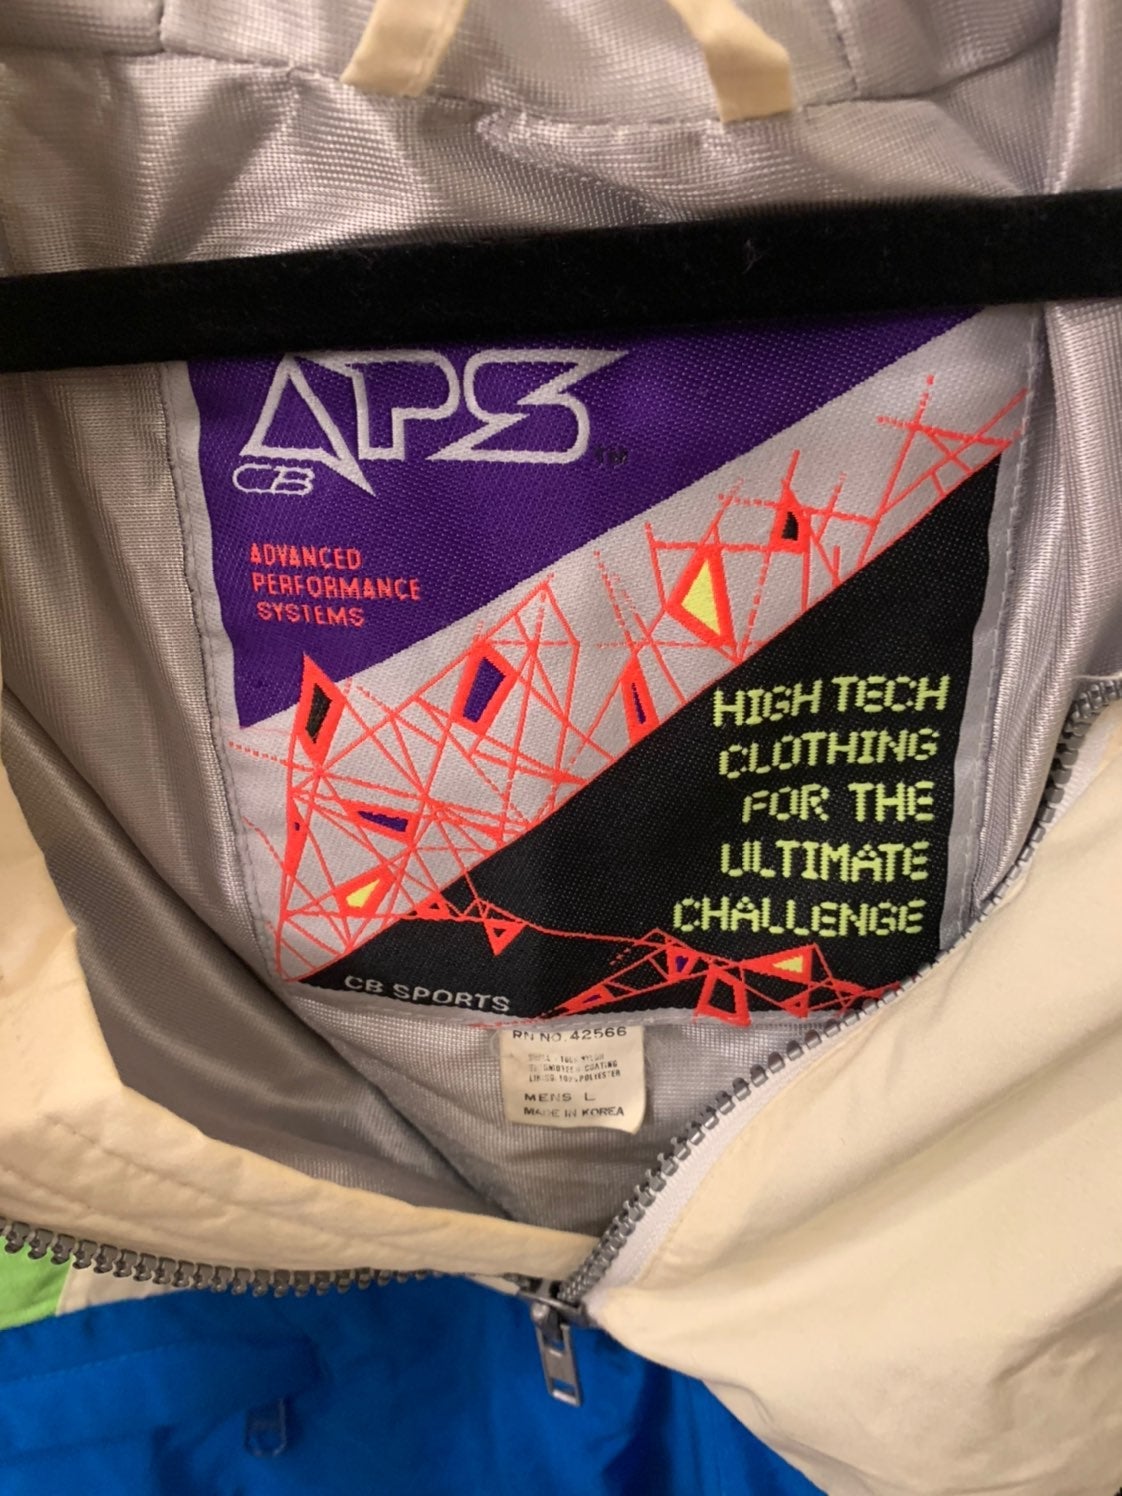 APS
TM
CB
ADVANCED
PERFORMANCE
SYSTEMS
HIGH TECH
CLOTHING
FOR THE
ULTIMATE
CHALLENGE
CB SPORTS
RN NO. 42566
COATING
100% POLYESTER
MENS L
MADE IN KOREA